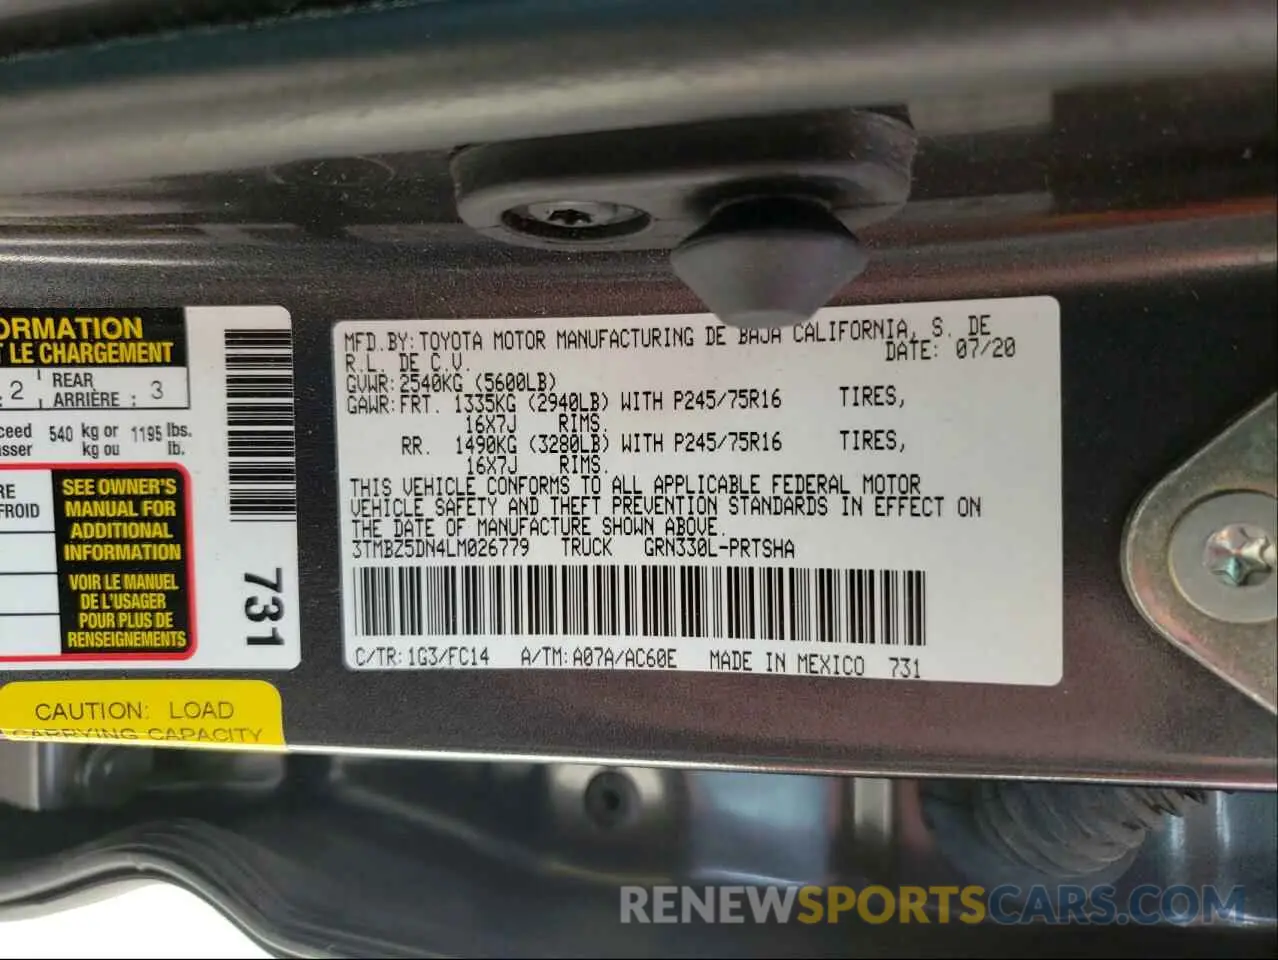 ORMATION
LE CHARGEMENT
2 REAR ARRIÈRE : 3
540 kg or kg ou 1195 lbs. lb.
FROID
SEE OWNER'S
MANUAL FOR
ADDITIONAL
INFORMATION
VOIR LE MANUEL
DE L'USAGER
POUR PLUS DE
RENSEIGNEMENTS
731
CAUTION: LOAD
CARRYING CAPACITY
MFD.BY:TOYOTA MOTOR MANUFACTURING DE BAJA CALIFORNIA, S. DE
R.L. DE C.V. DATE: 07/20
GVWR:2540KG (5600LB)
GAWR:FRT. 1335KG (2940LB) WITH P245/75R16 TIRES,
16X7J RIMS.
RR. 1490KG (3280LB) WITH P245/75R16 TIRES,
16X7J RIMS.
THIS VEHICLE CONFORMS TO ALL APPLICABLE FEDERAL MOTOR
VEHICLE SAFETY AND THEFT PREVENTION STANDARDS IN EFFECT ON
THE DATE OF MANUFACTURE SHOWN ABOVE.
3TMBZ5DN4LM026779 TRUCK GRN330L-PRTSHA
C/TR:1G3/FC14 A/TM:A07A/AC60E MADE IN MEXICO 731
RENEWSPORTSCARS.COM